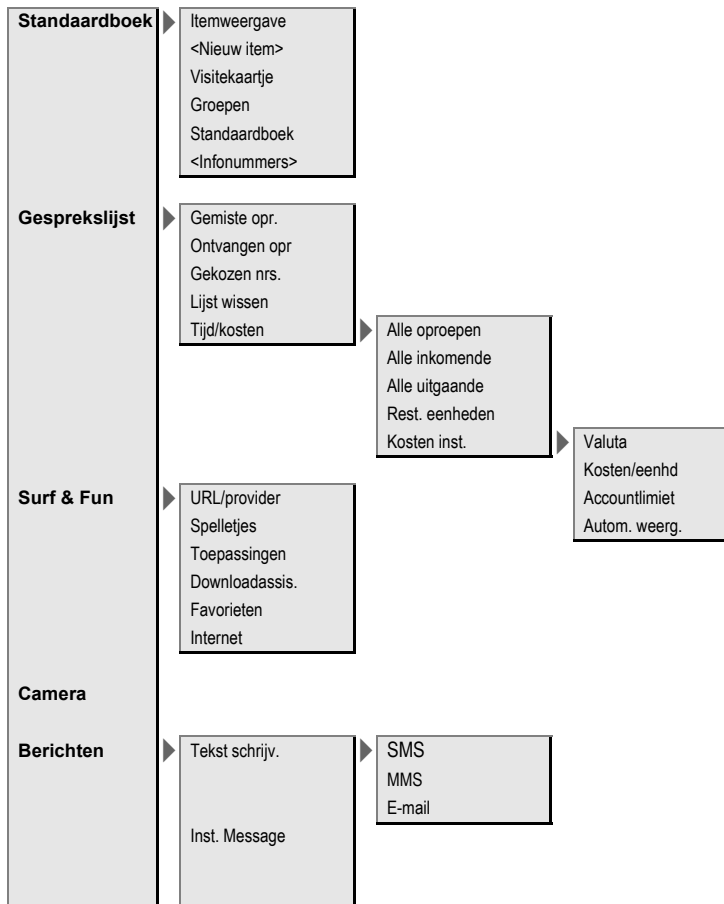 Standaardboek
Itemweergave
<Nieuw item>
Visitekaartje
Groepen
Standaardboek
<Infonummers>
Gesprekslijst
Gemiste opr.
Ontvangen opr
Gekozen nrs.
Lijst wissen
Tijd/kosten
Alle oproepen
Alle inkomende
Alle uitgaande
Rest. eenheden
Kosten inst.
Valuta
Kosten/eenhd
Accountlimiet
Autom. weerg.
Surf & Fun
URL/provider
Spelletjes
Toepassingen
Downloadassis.
Favorieten
Internet
Camera
Berichten
Tekst schrijv.
SMS
MMS
E-mail
Inst. Message